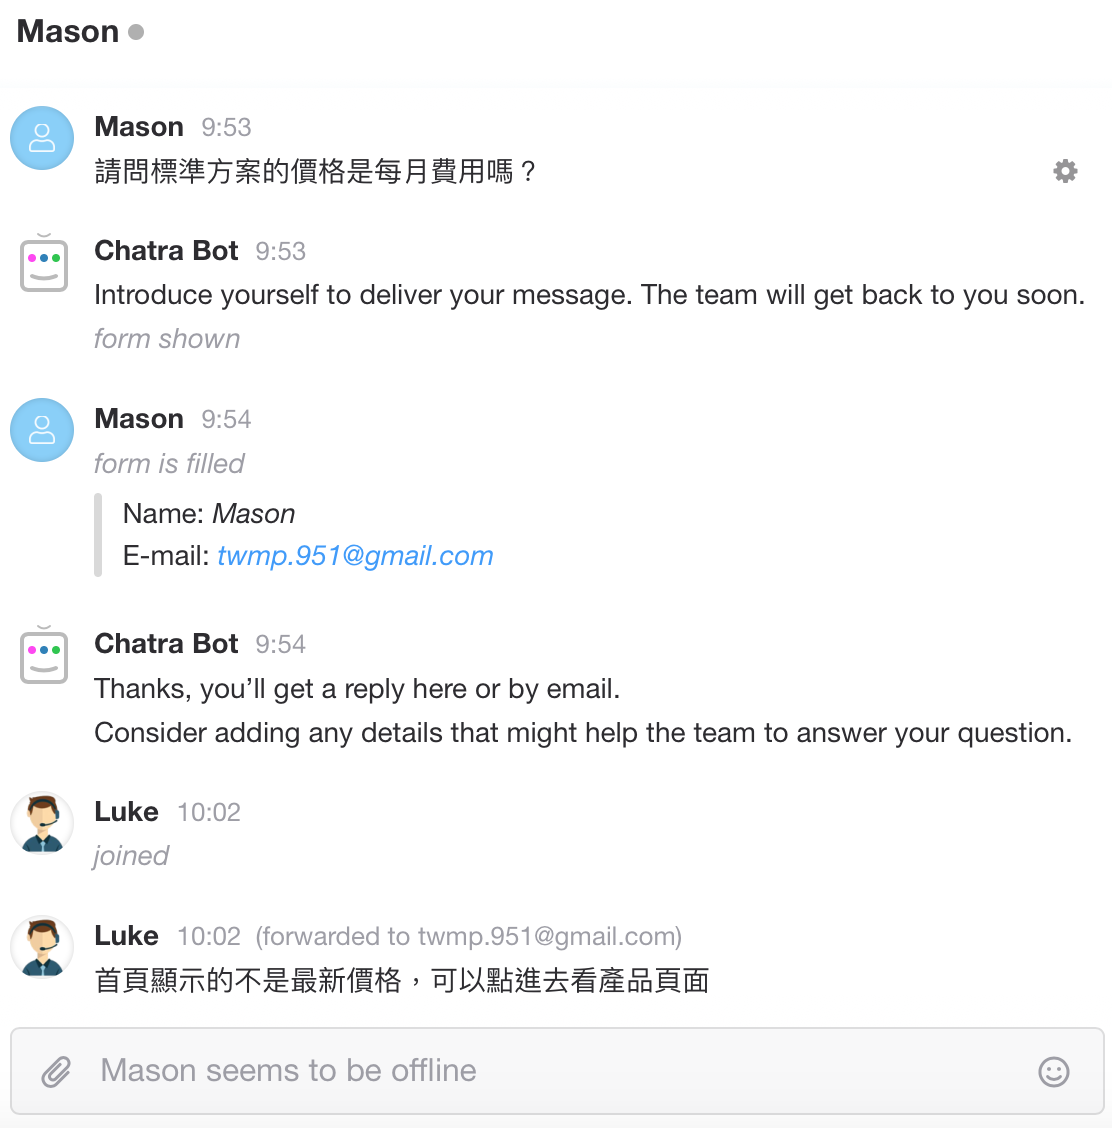 Mason
Mason 9:53
請問標準方案的價格是每月費用嗎？
Chatra Bot 9:53
Introduce yourself to deliver your message. The team will get back to you soon.
form shown
Mason 9:54
form is filled
Name: Mason
E-mail: twmp.951@gmail.com
Chatra Bot 9:54
Thanks, you’ll get a reply here or by email.
Consider adding any details that might help the team to answer your question.
Luke 10:02
joined
Luke 10:02 (forwarded to twmp.951@gmail.com)
首頁顯示的不是最新價格，可以點進去看產品頁面
Mason seems to be offline